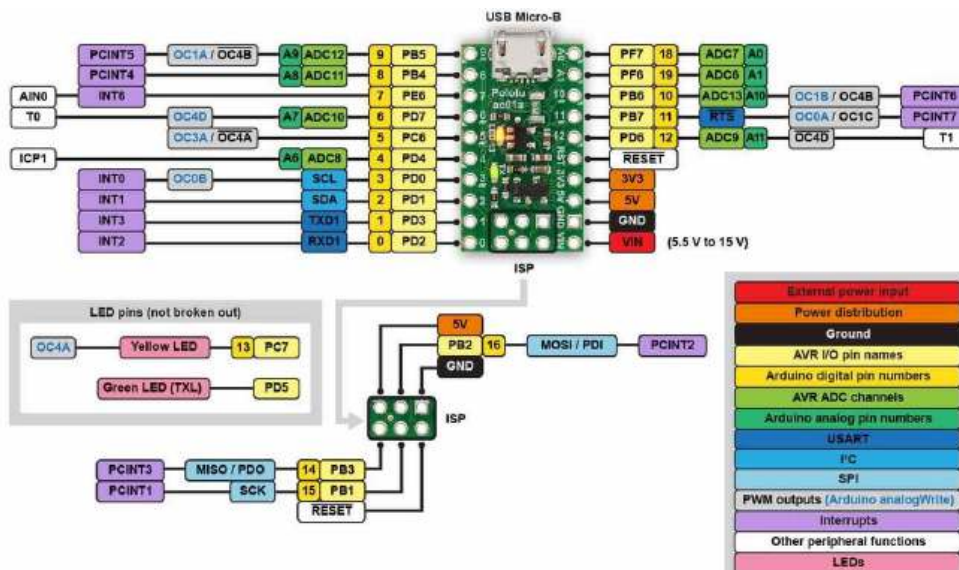 USB Micro-B
PCINT5 OC1A / OC4B A9 ADC12 9 PB5
PF7 18 ADC7 A0
PCINT4 A8 ADC11 8 PB4
PF6 19 ADC6 A1
AIN0 INT6 7 PE6
PB6 10 ADC13 A10 OC1B / OC4B PCINT6
T0 OC4D A7 ADC10 6 PD7
PB7 11 RTS OC0A / OC1C PCINT7
OC3A / OC4A 5 PC6
PD6 12 ADC9 A11 OC4D T1
ICP1 A6 ADC8 4 PD4
RESET
INT0 OC0B SCL 3 PD0
3V3
INT1 SDA 2 PD1
5V
INT3 TXD1 1 PD3
GND
INT2 RXD1 0 PD2
VIN (5.5 V to 15 V)
Pololu
ac01a
ISP
LED pins (not broken out)
OC4A Yellow LED 13 PC7
Green LED (TXL) PD5
5V
PB2 16 MOSI / PDI PCINT2
GND
ISP
PCINT3 MISO / PDO 14 PB3
PCINT1 SCK 15 PB1
RESET
External power input
Power distribution
Ground
AVR I/O pin names
Arduino digital pin numbers
AVR ADC channels
Arduino analog pin numbers
USART
I²C
SPI
PWM outputs (Arduino analogWrite)
Interrupts
Other peripheral functions
LEDs